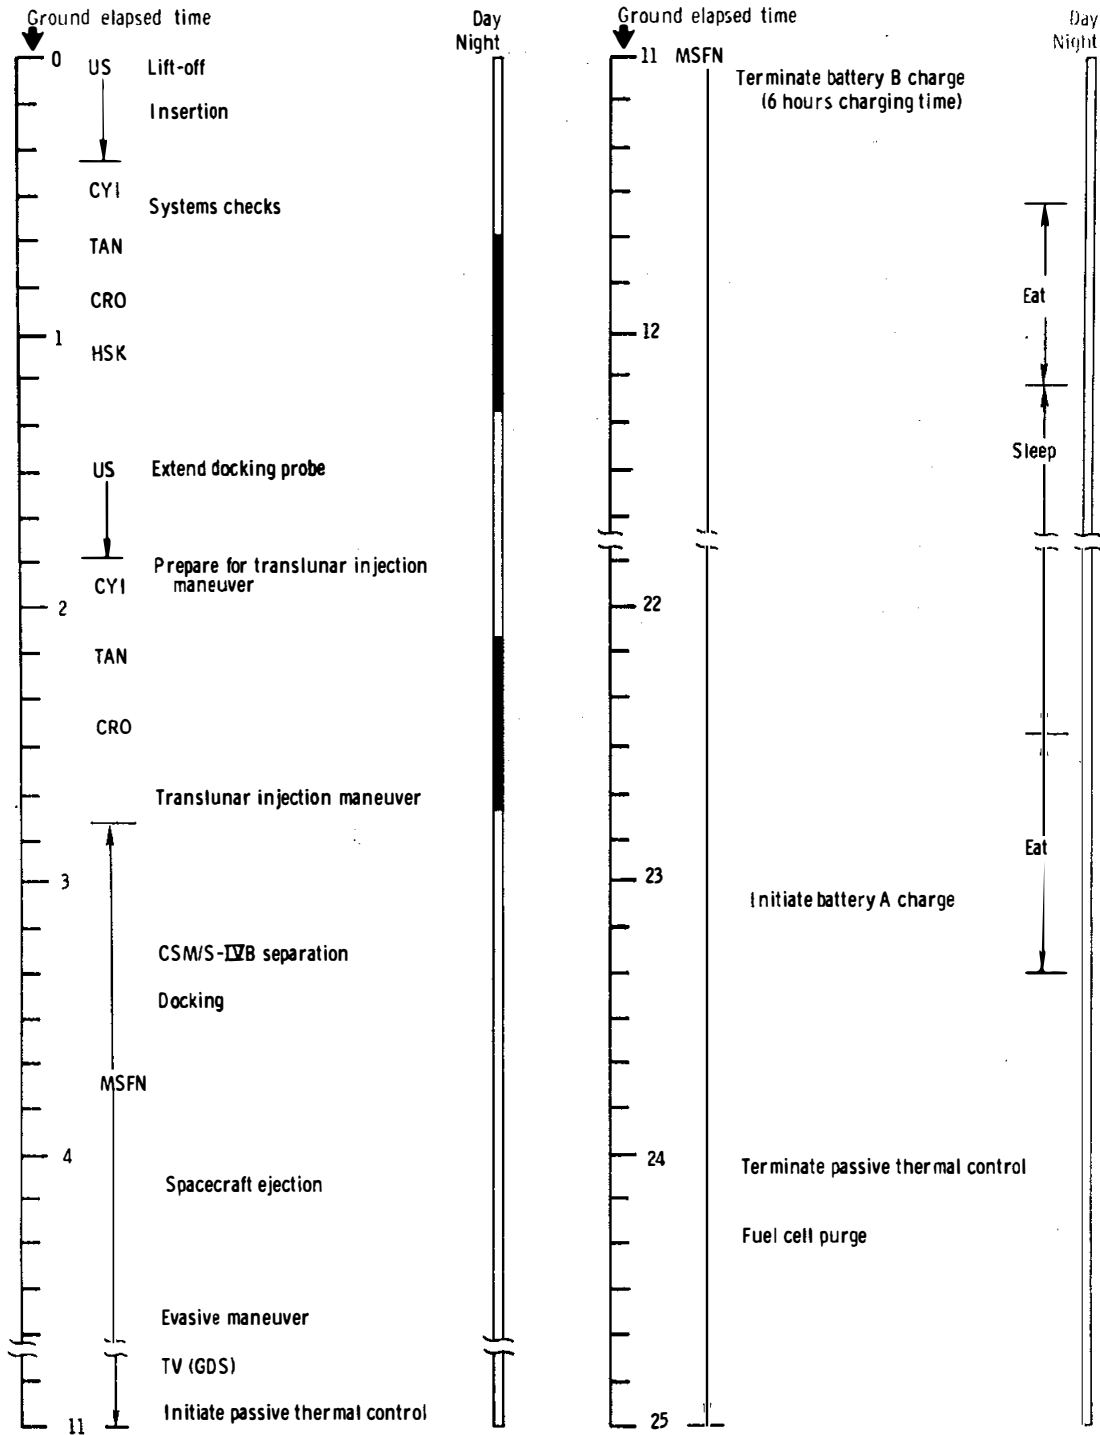 Ground elapsed time
Day
Night
0
US
Lift-off
Insertion
CYI
Systems checks
TAN
CRO
1
HSK
US
Extend docking probe
Prepare for translunar injection
maneuver
CYI
2
TAN
CRO
Translunar injection maneuver
3
CSM/S-IVB separation
Docking
MSFN
4
Spacecraft ejection
Evasive maneuver
TV (GDS)
Initiate passive thermal control
11
Ground elapsed time
Day
Night
11
MSFN
Terminate battery B charge
(6 hours charging time)
Eat
12
Sleep
22
Eat
23
Initiate battery A charge
24
Terminate passive thermal control
Fuel cell purge
25